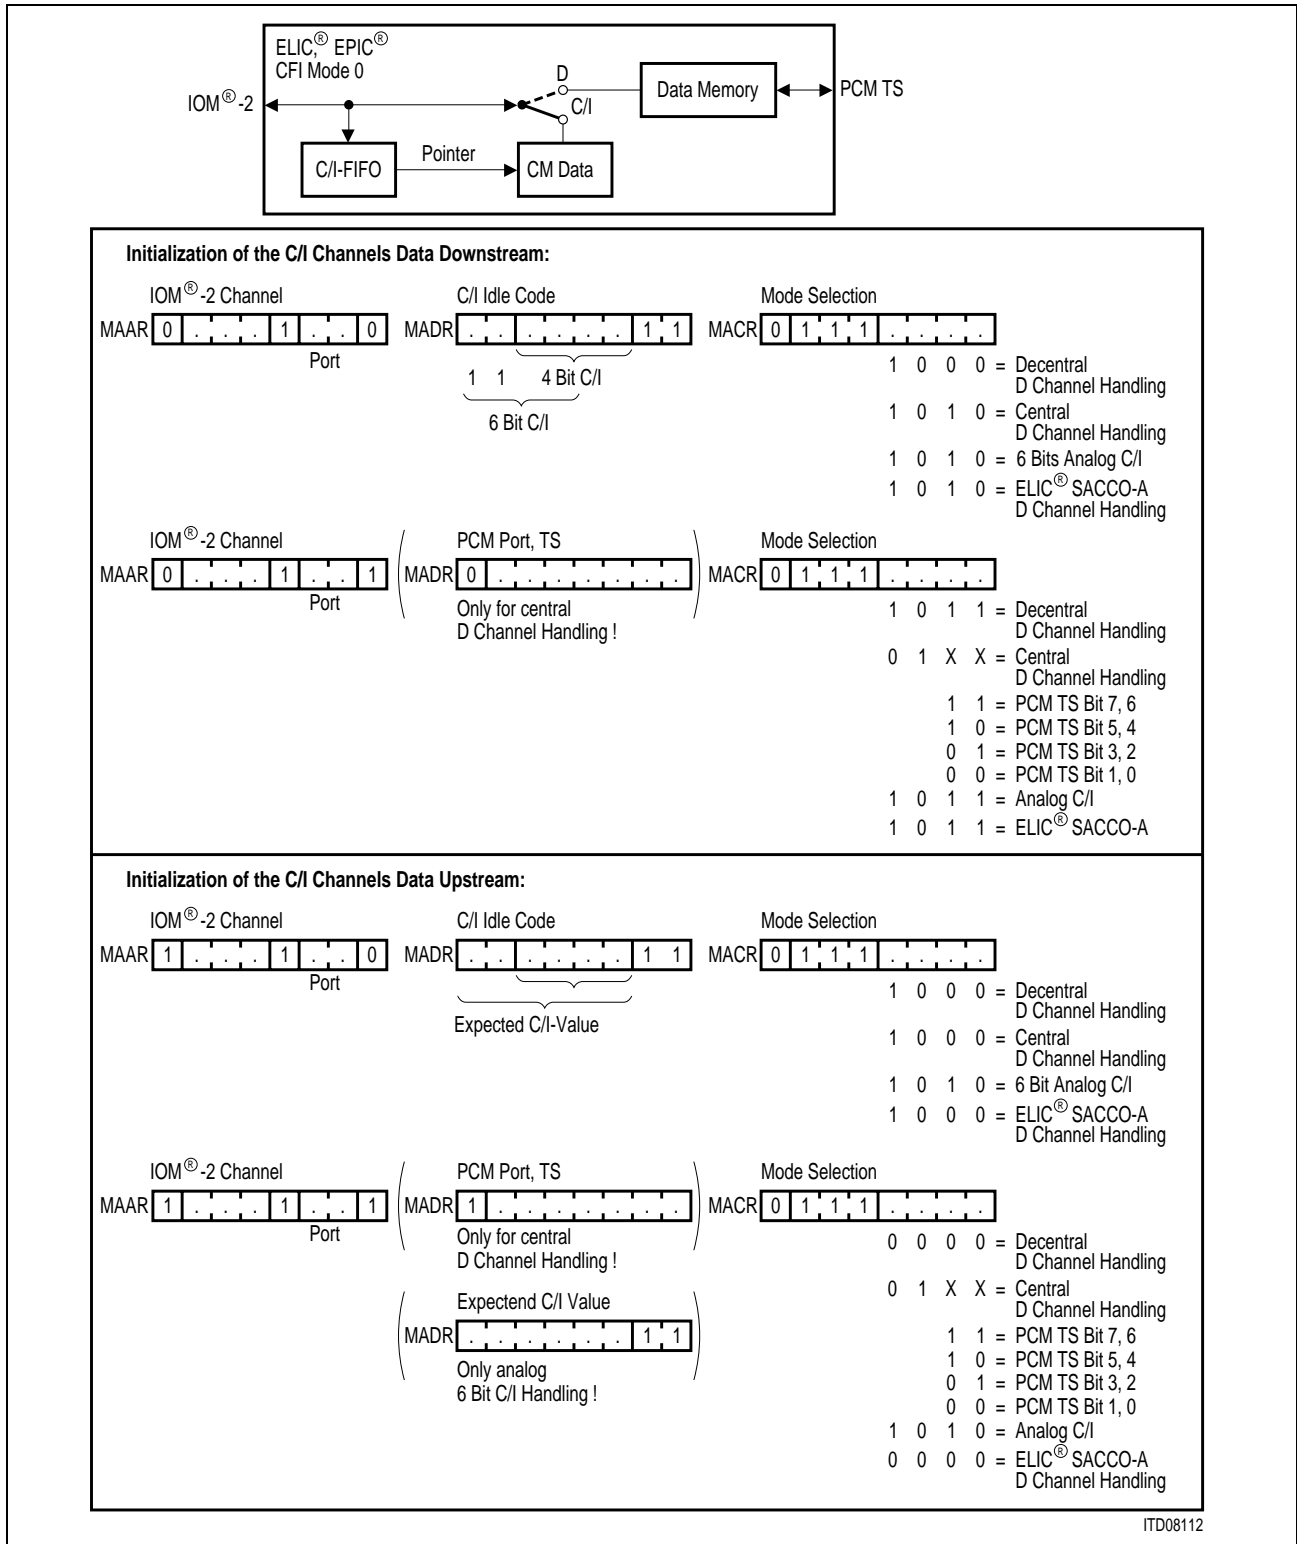 ELIC,® EPIC®
CFI Mode 0
IOM®-2
D
C/I
Data Memory
PCM TS
C/I-FIFO
Pointer
CM Data
Initialization of the C/I Channels Data Downstream:
IOM®-2 Channel C/I Idle Code Mode Selection
MAAR 0 . . . 1 . . 0 MADR . . . . . . 1 1 MACR 0 1 1 1 . . . .
Port
1 1 4 Bit C/I
6 Bit C/I
1 0 0 0 = Decentral
D Channel Handling
1 0 1 0 = Central
D Channel Handling
1 0 1 0 = 6 Bits Analog C/I
1 0 1 0 = ELIC® SACCO-A
D Channel Handling
IOM®-2 Channel PCM Port, TS Mode Selection
MAAR 0 . . . 1 . . 1 MADR 0 . . . . . . . MACR 0 1 1 1 . . . .
Port
Only for central
D Channel Handling !
1 0 1 1 = Decentral
D Channel Handling
0 1 X X = Central
D Channel Handling
1 1 = PCM TS Bit 7, 6
1 0 = PCM TS Bit 5, 4
0 1 = PCM TS Bit 3, 2
0 0 = PCM TS Bit 1, 0
1 0 1 1 = Analog C/I
1 0 1 1 = ELIC® SACCO-A
Initialization of the C/I Channels Data Upstream:
IOM®-2 Channel C/I Idle Code Mode Selection
MAAR 1 . . . 1 . . 0 MADR . . . . . . 1 1 MACR 0 1 1 1 . . . .
Port
Expected C/I-Value
1 0 0 0 = Decentral
D Channel Handling
1 0 0 0 = Central
D Channel Handling
1 0 1 0 = 6 Bit Analog C/I
1 0 0 0 = ELIC® SACCO-A
D Channel Handling
IOM®-2 Channel PCM Port, TS Mode Selection
MAAR 1 . . . 1 . . 1 MADR 1 . . . . . . . MACR 0 1 1 1 . . . .
Port
Only for central
D Channel Handling !
Expectend C/I Value
MADR . . . . . . 1 1
Only analog
6 Bit C/I Handling !
0 0 0 0 = Decentral
D Channel Handling
0 1 X X = Central
D Channel Handling
1 1 = PCM TS Bit 7, 6
1 0 = PCM TS Bit 5, 4
0 1 = PCM TS Bit 3, 2
0 0 = PCM TS Bit 1, 0
1 0 1 0 = Analog C/I
0 0 0 0 = ELIC® SACCO-A
D Channel Handling
ITD08112